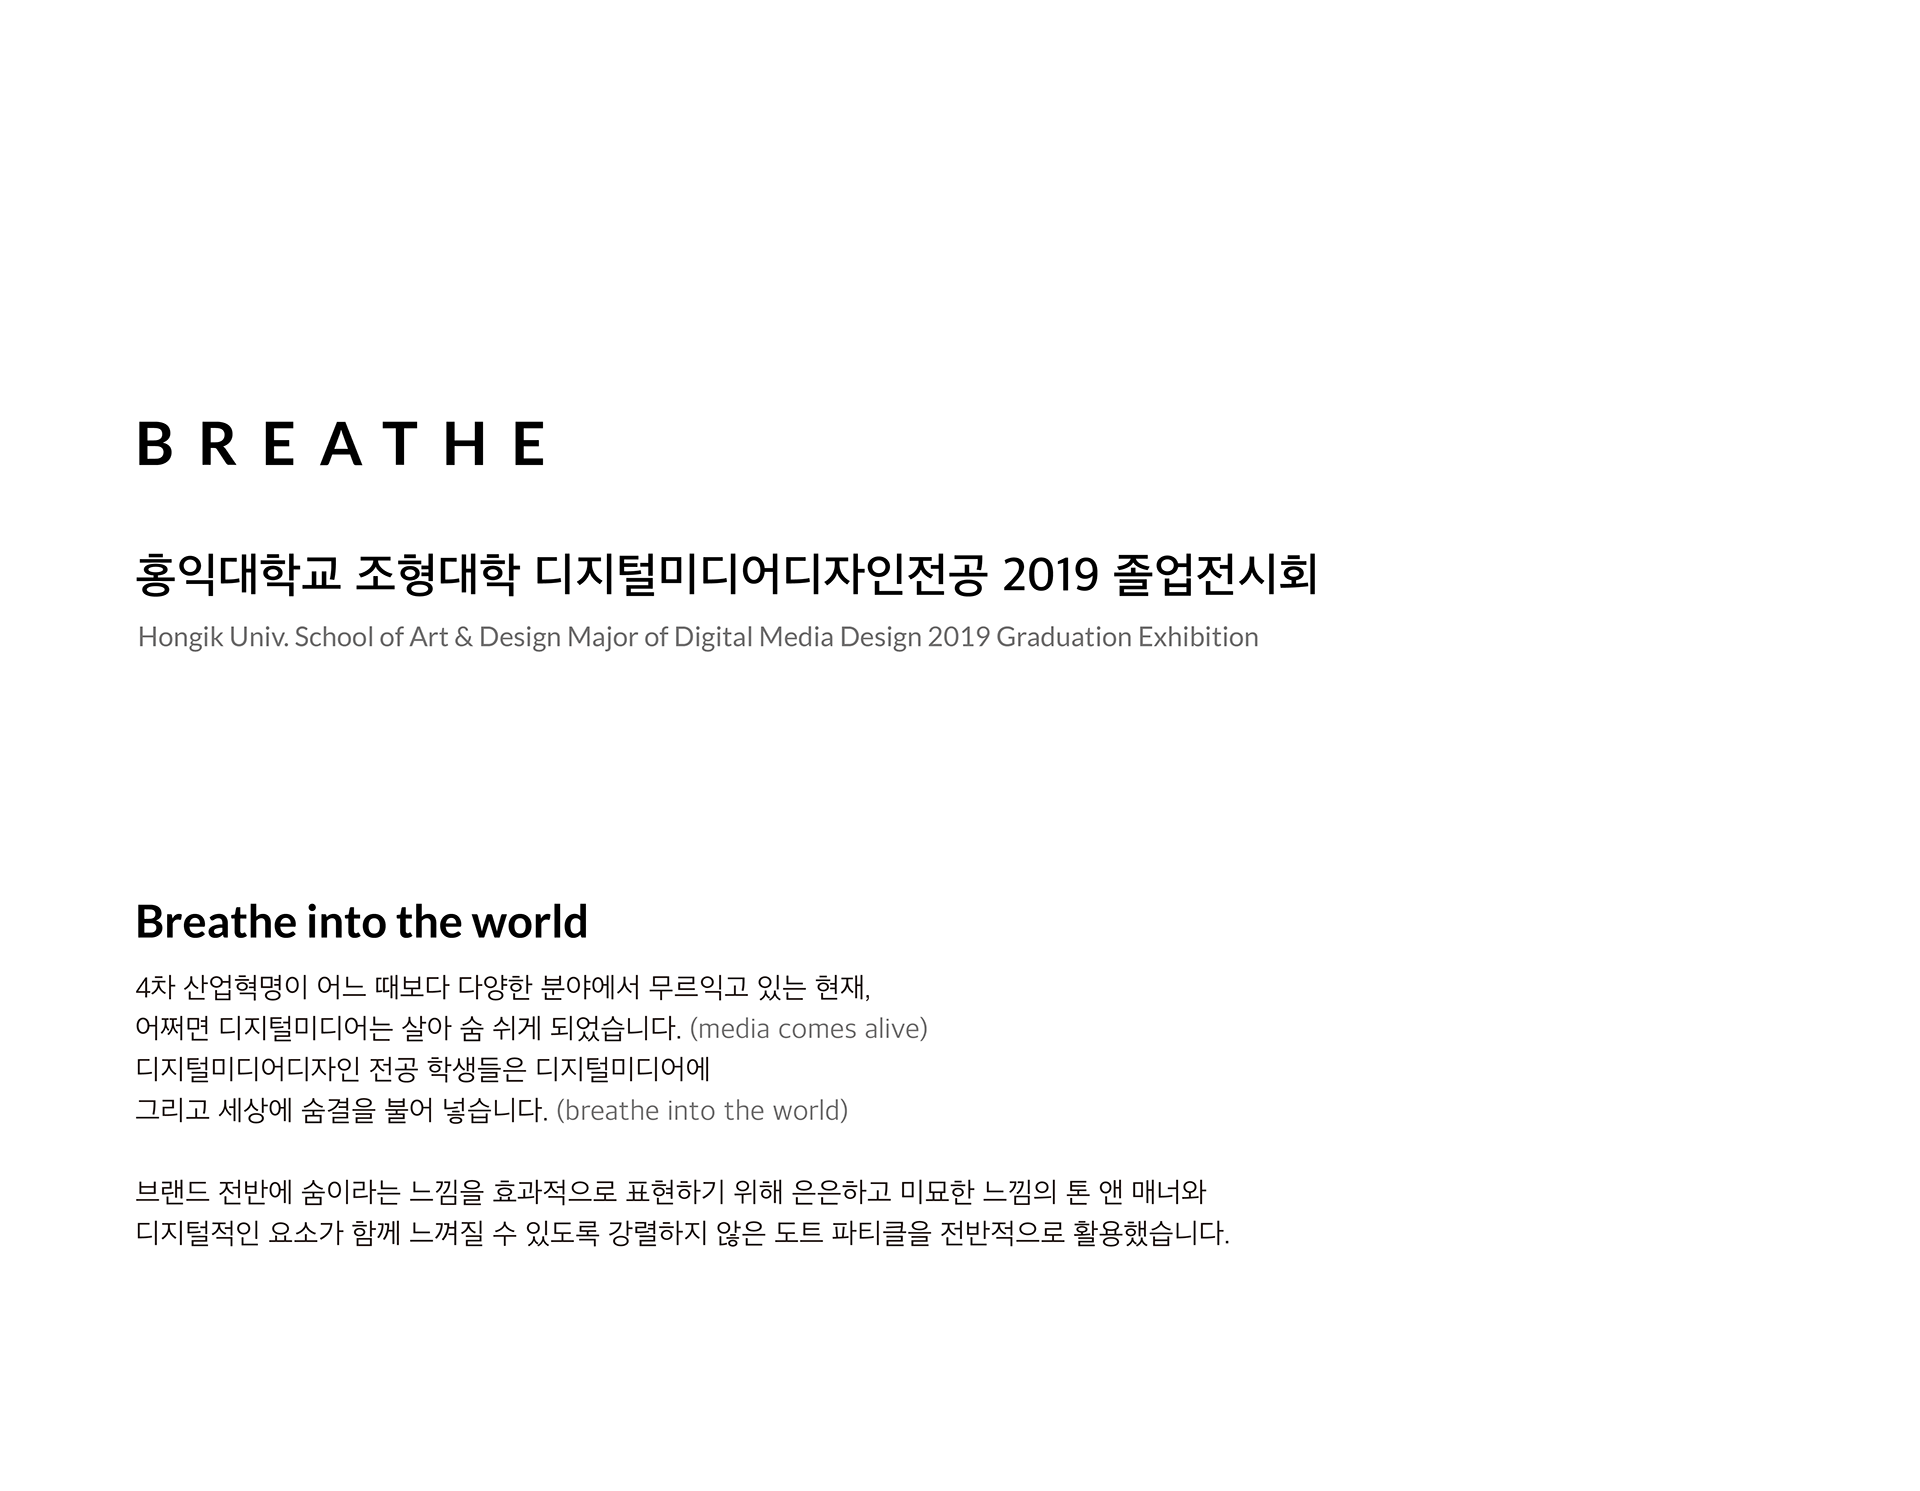 BREATHE
홍익대학교 조형대학 디지털미디어디자인전공 2019 졸업전시회
Hongik Univ. School of Art & Design Major of Digital Media Design 2019 Graduation Exhibition
Breathe into the world
4차 산업혁명이 어느 때보다 다양한 분야에서 무르익고 있는 현재,
어쩌면 디지털미디어는 살아 숨 쉬게 되었습니다. (media comes alive)
디지털미디어디자인 전공 학생들은 디지털미디어에
그리고 세상에 숨결을 불어 넣습니다. (breathe into the world)
브랜드 전반에 숨이라는 느낌을 효과적으로 표현하기 위해 은은하고 미묘한 느낌의 톤 앤 매너와
디지털적인 요소가 함께 느껴질 수 있도록 강렬하지 않은 도트 파티클을 전반적으로 활용했습니다.